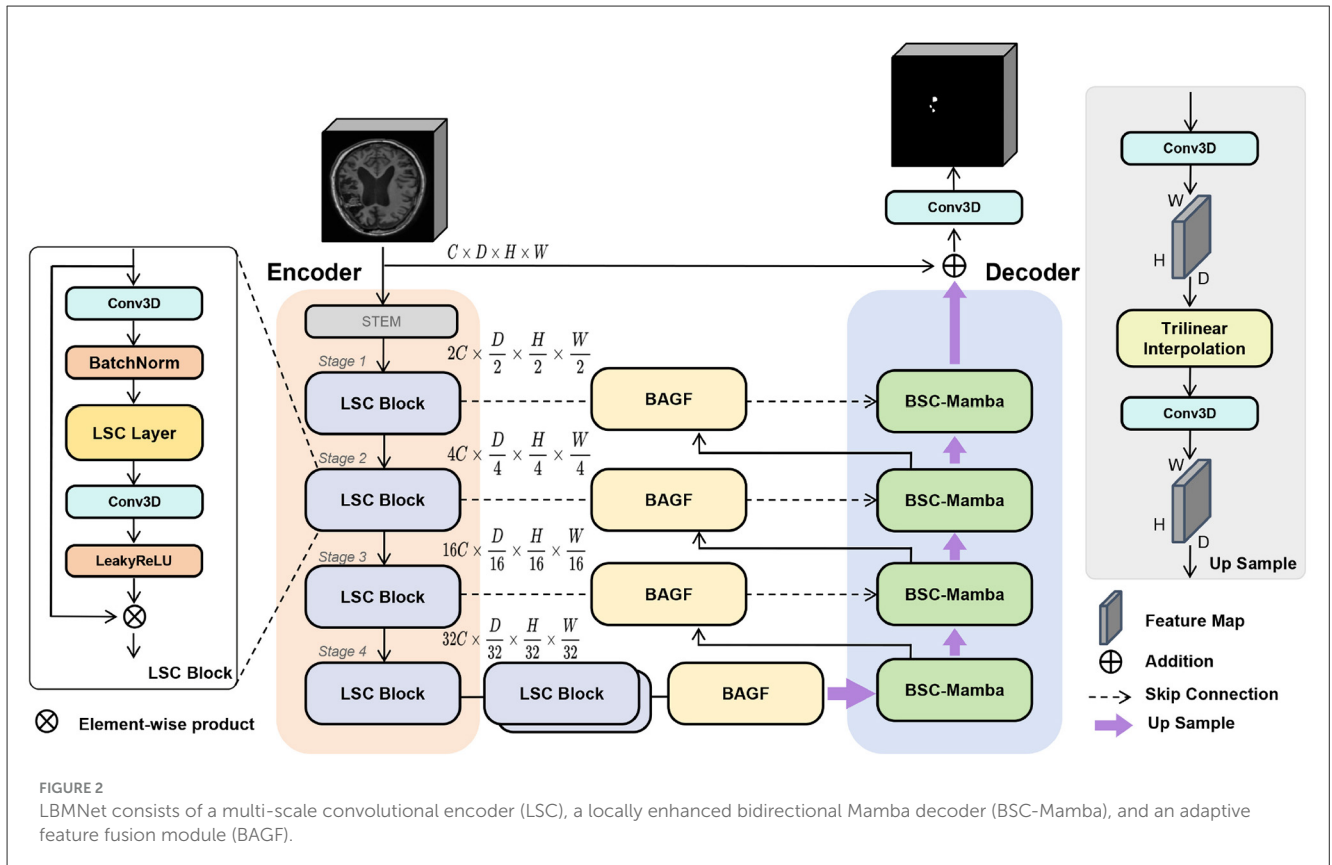 Encoder
C × D × H × W
Conv3D
Decoder
STEM
Stage 1
2C × D/2 × H/2 × W/2
LSC Block
BAGF
BSC-Mamba
Stage 2
4C × D/4 × H/4 × W/4
LSC Block
BAGF
BSC-Mamba
Stage 3
16C × D/16 × H/16 × W/16
LSC Block
BAGF
BSC-Mamba
Stage 4
32C × D/32 × H/32 × W/32
LSC Block
LSC Block
BAGF
BSC-Mamba
Conv3D
BatchNorm
LSC Layer
Conv3D
LeakyReLU
LSC Block
Element-wise product
Conv3D
W
H
D
Trilinear
Interpolation
Conv3D
W
H
D
Up Sample
Feature Map
Addition
Skip Connection
Up Sample
FIGURE 2
LBMNet consists of a multi-scale convolutional encoder (LSC), a locally enhanced bidirectional Mamba decoder (BSC-Mamba), and an adaptive
feature fusion module (BAGF).